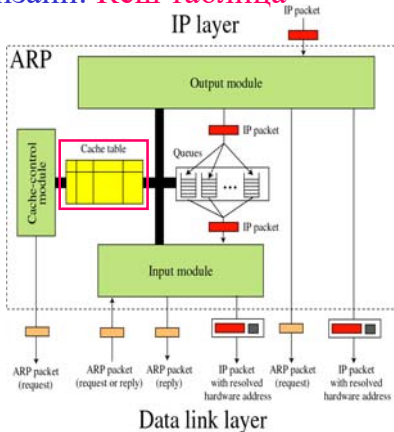 Кеш таблица
IP layer
IP packet
ARP
Output module
IP packet
Cache table
Queues
Cache-control
module
IP packet
Input module
ARP packet
(request)
ARP packet
(request or reply)
ARP packet
(reply)
IP packet
with resolved
hardware address
ARP packet
(request)
IP packet
with resolved
hardware address
Data link layer